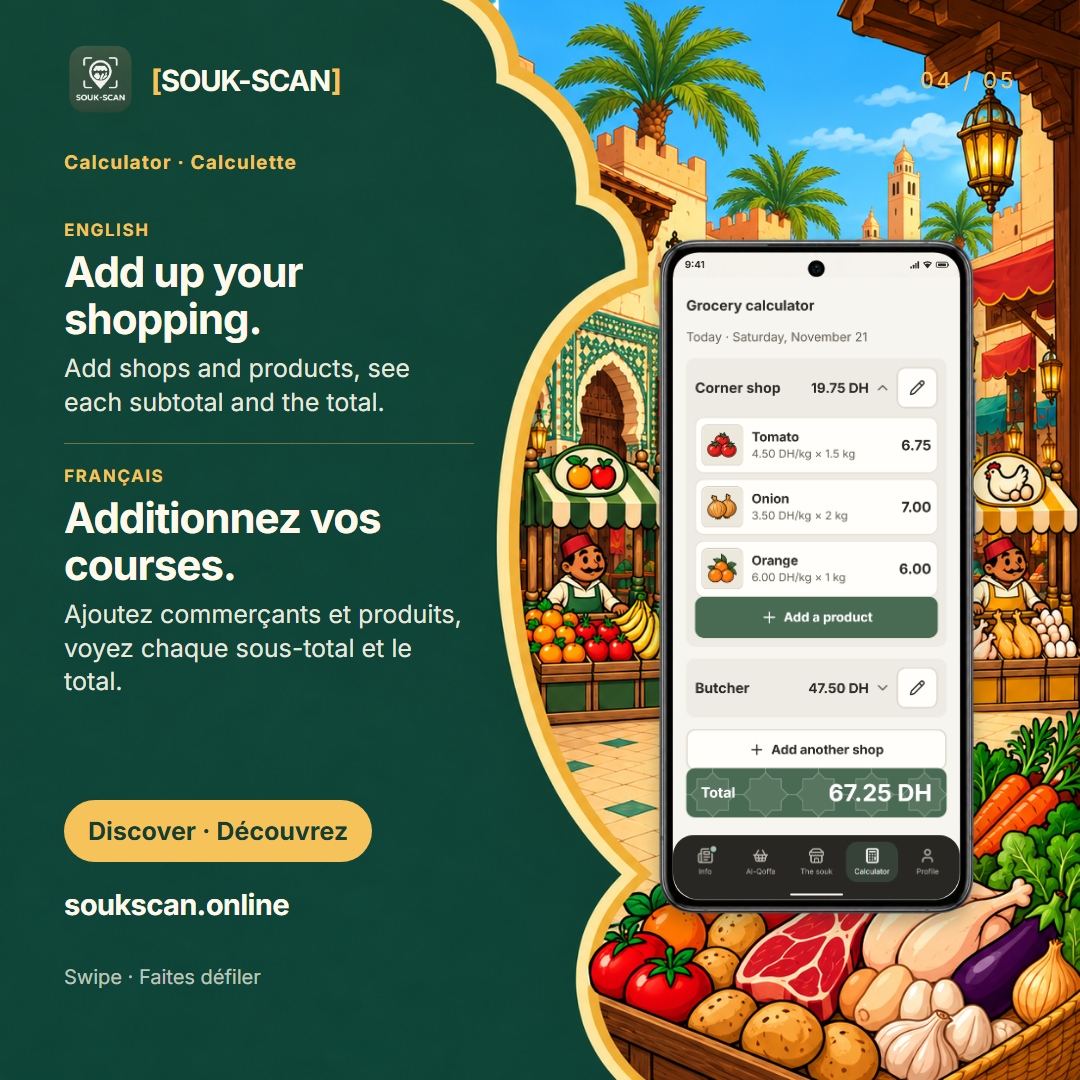 SOUK-SCAN
[SOUK-SCAN]
04 / 05
Calculator · Calculette
ENGLISH
Add up your
shopping.
Add shops and products, see
each subtotal and the total.
FRANÇAIS
Additionnez vos
courses.
Ajoutez commerçants et produits,
voyez chaque sous-total et le
total.
Discover · Découvrez
soukscan.online
Swipe · Faites défiler
9:41
Grocery calculator
Today · Saturday, November 21
Corner shop 19.75 DH
Tomato
4.50 DH/kg × 1.5 kg
6.75
Onion
3.50 DH/kg × 2 kg
7.00
Orange
6.00 DH/kg × 1 kg
6.00
+ Add a product
Butcher 47.50 DH
+ Add another shop
Total 67.25 DH
Info Al-Qoffa The souk Calculator Profile